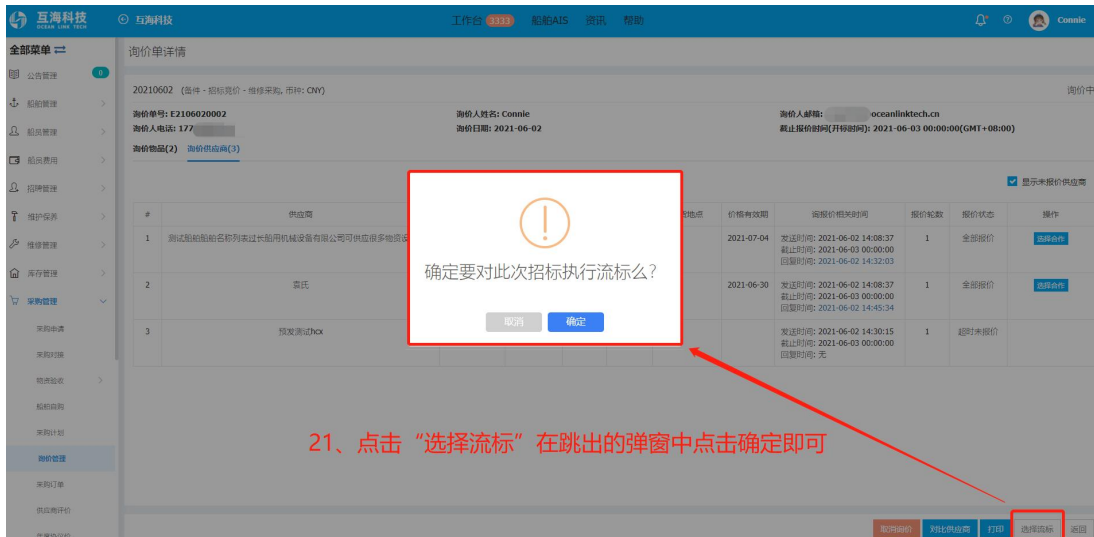 互海科技
OCEAN LINK TECH
互海科技
工作台 3333 船舶AIS 资讯 帮助
Connie
全部菜单
询价单详情
公告管理 0
船舶管理
船员管理
船员费用
招聘管理
维护保养
维修管理
库存管理
采购管理
采购申请
采购对接
物资验收
船舶自购
采购计划
询价管理
采购订单
供应商评价
20210602 (备件 - 招标竞价 - 维修采购, 币种: CNY)
询价中
询价单号: E2106020002 询价人姓名: Connie 询价人邮箱: oceanlinktech.cn
询价人电话: 177 询价日期: 2021-06-02 截止报价时间(开标时间): 2021-06-03 00:00:00(GMT+08:00)
询价物品(2) 询价供应商(3)
显示未报价供应商
# 供应商 地点 价格有效期 询报价相关时间 报价轮数 报价状态 操作
1 测试船舶船舶名称列表过长船用机械设备有限公司可供应很多物资设 2021-07-04 发送时间: 2021-06-02 14:08:37 1 全部报价 选择合作
截止时间: 2021-06-03 00:00:00
回复时间: 2021-06-02 14:32:03
2 袁氏 2021-06-30 发送时间: 2021-06-02 14:08:37 1 全部报价 选择合作
截止时间: 2021-06-03 00:00:00
回复时间: 2021-06-02 14:45:34
3 预发测试hcx 发送时间: 2021-06-02 14:30:15 1 超时未报价
截止时间: 2021-06-03 00:00:00
回复时间: 无
确定要对此次招标执行流标么?
取消 确定
21、点击“选择流标”在跳出的弹窗中点击确定即可
取消询价 对比供应商 打印 选择流标 返回